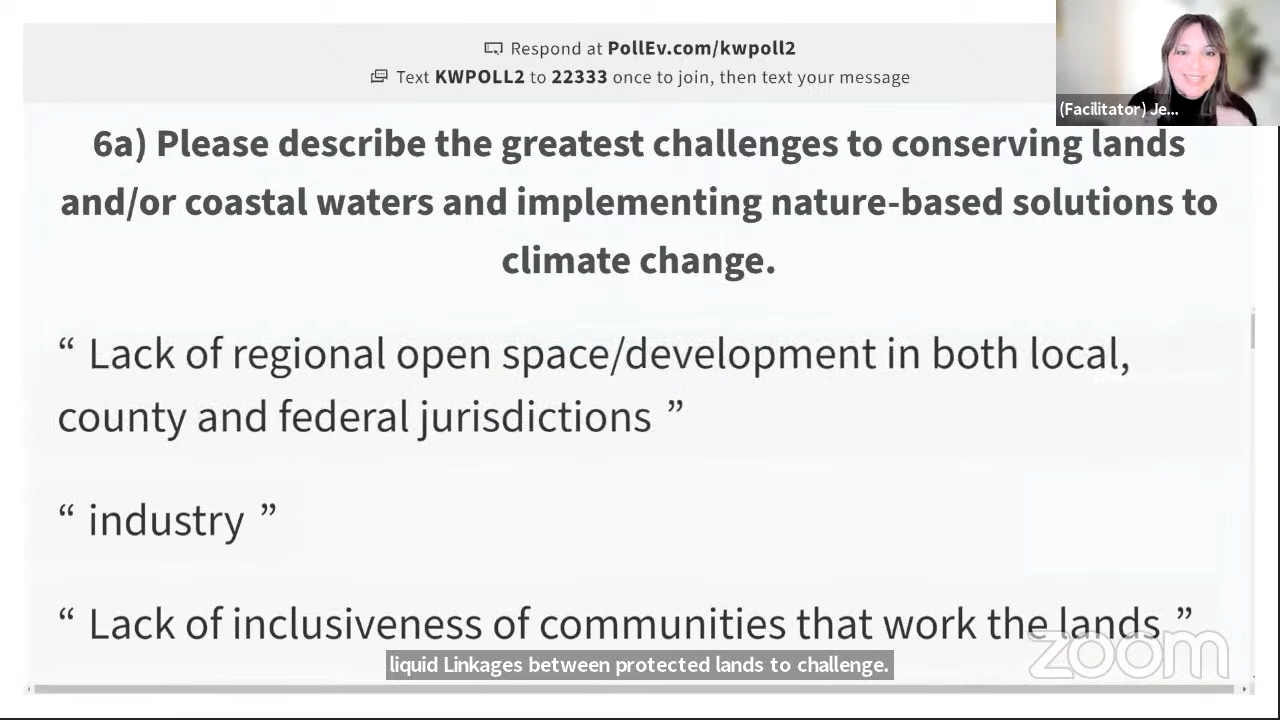 Respond at PollEv.com/kwpoll2
Text KWPOLL2 to 22333 once to join, then text your message
(Facilitator) Je...
6a) Please describe the greatest challenges to conserving lands
and/or coastal waters and implementing nature-based solutions to
climate change.
“ Lack of regional open space/development in both local,
county and federal jurisdictions ”
“ industry ”
“ Lack of inclusiveness of communities that work the lands ”
liquid Linkages between protected lands to challenge.
zoom